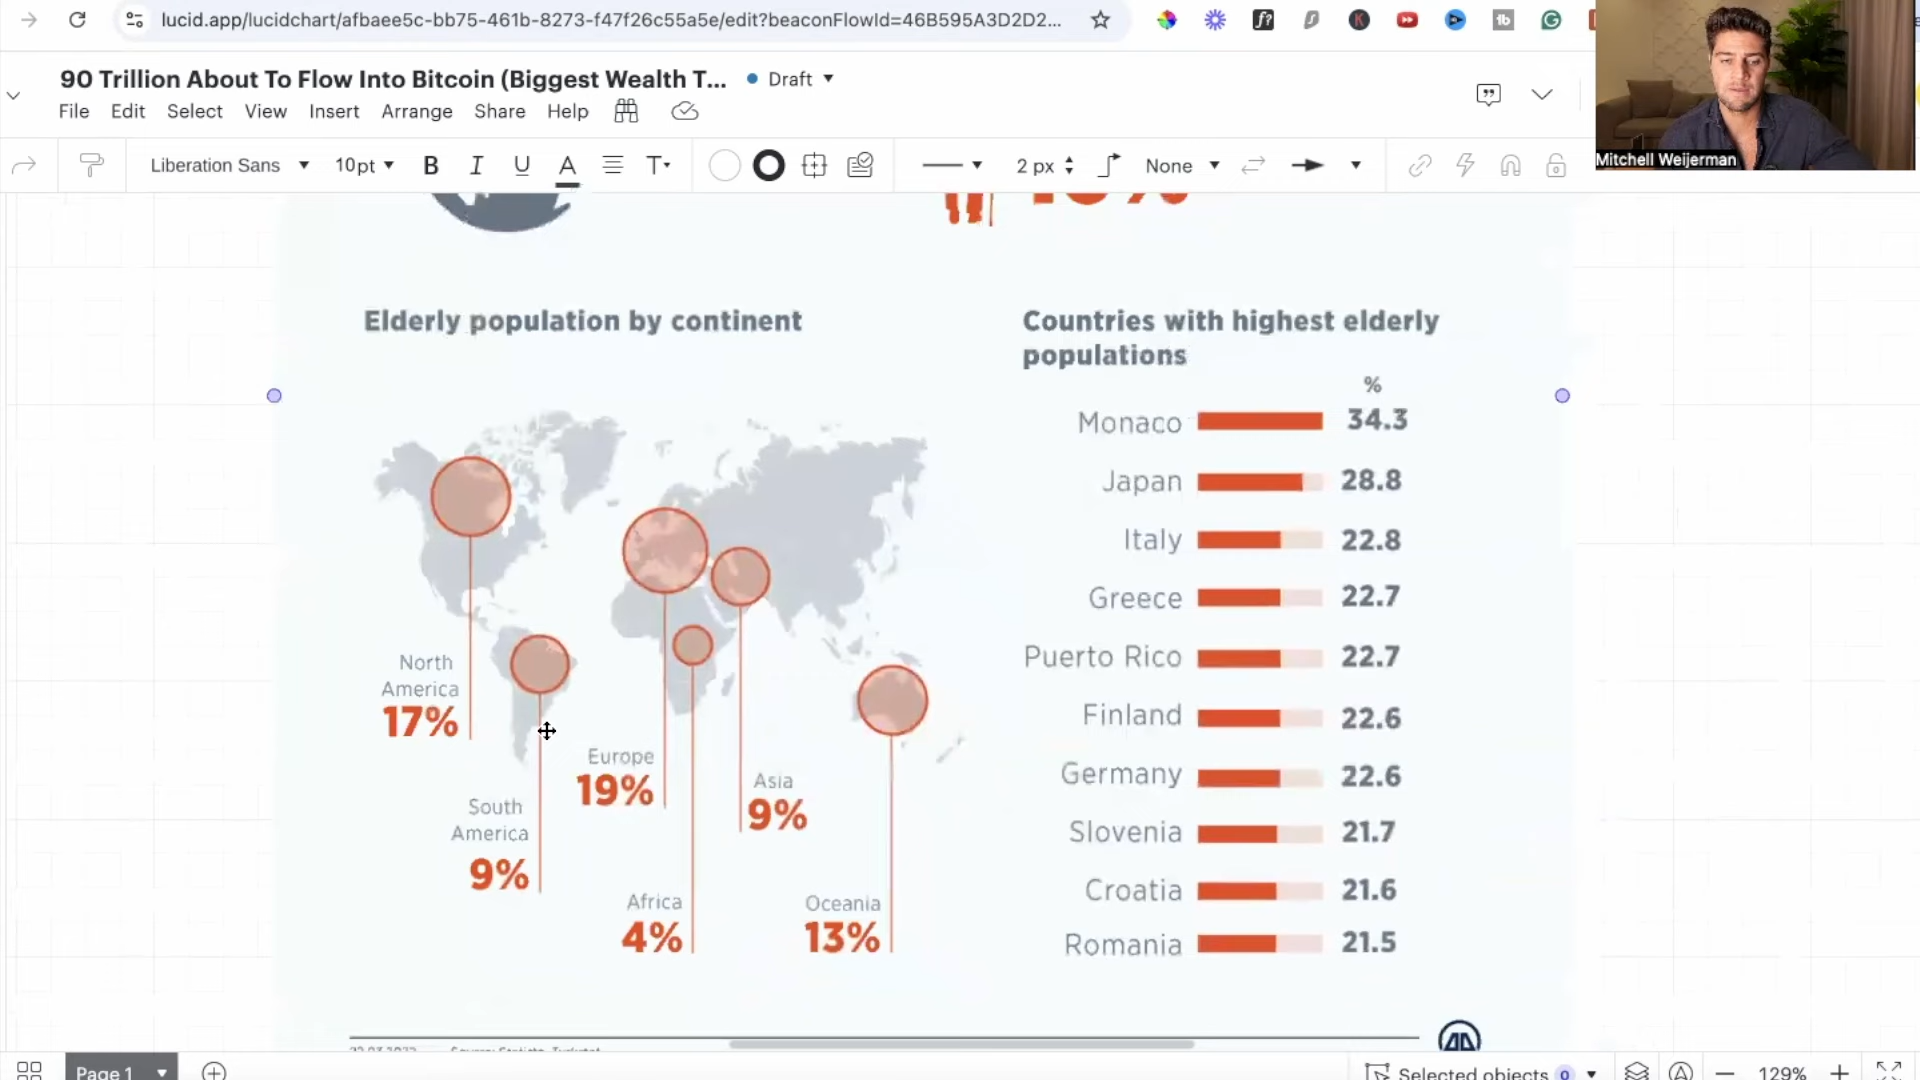 lucid.app/lucidchart/afbaee5c-bb75-461b-8273-f47f26c55a5e/edit?beaconFlowId=46B595A3D2D2...
90 Trillion About To Flow Into Bitcoin (Biggest Wealth T... Draft
File Edit Select View Insert Arrange Share Help
Liberation Sans 10pt B I U A T 2 px None
Mitchell Weijerman
Elderly population by continent
North
America
17%
South
America
9%
Europe
19%
Africa
4%
Asia
9%
Oceania
13%
Countries with highest elderly
populations
%
Monaco 34.3
Japan 28.8
Italy 22.8
Greece 22.7
Puerto Rico 22.7
Finland 22.6
Germany 22.6
Slovenia 21.7
Croatia 21.6
Romania 21.5
Page 1
Selected objects 0
129%